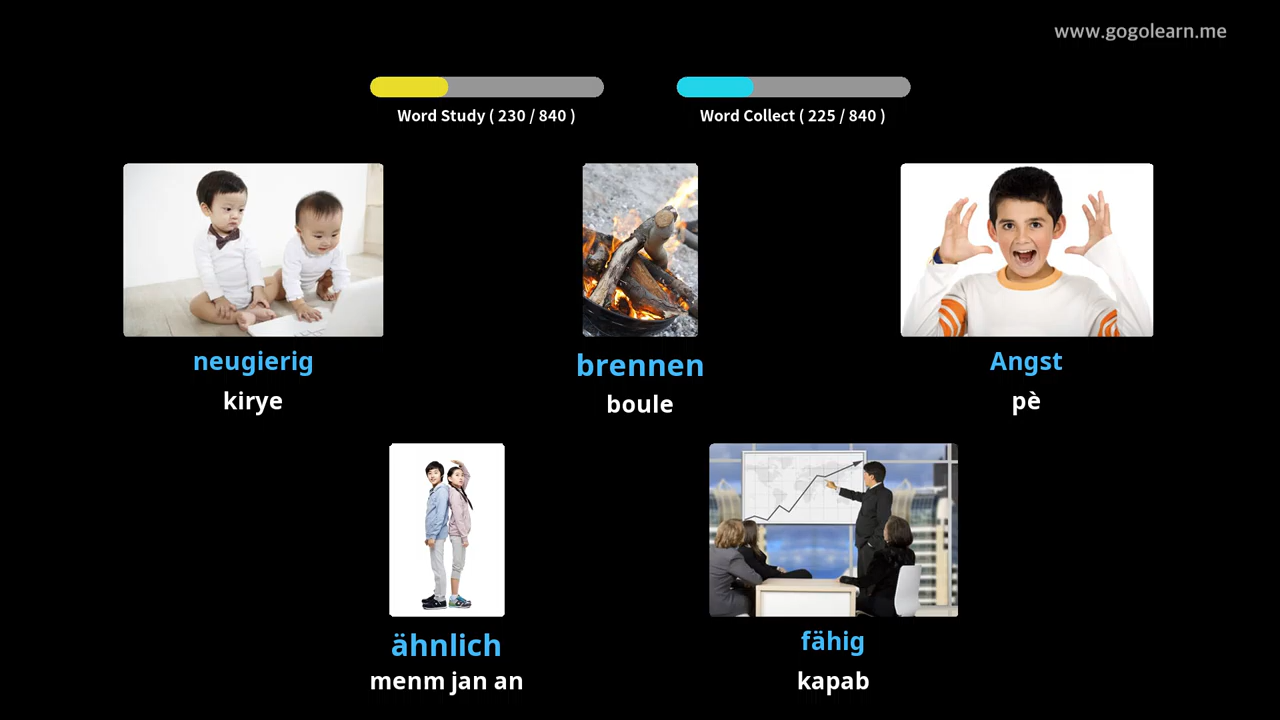 www.gogolearn.me
Word Study ( 230 / 840 )
Word Collect ( 225 / 840 )
neugierig
kirye
brennen
boule
Angst
pè
ähnlich
menm jan an
fähig
kapab